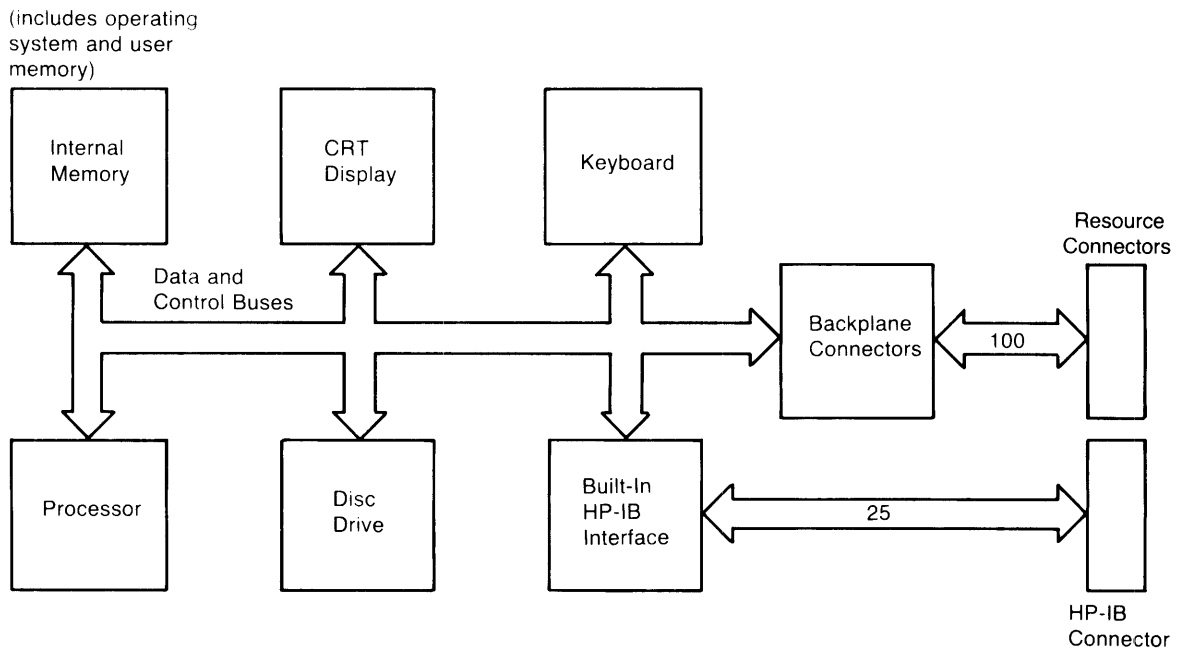 (includes operating
system and user
memory)
Internal
Memory
CRT
Display
Keyboard
Resource
Connectors
Data and
Control Buses
Backplane
Connectors
100
Processor
Disc
Drive
Built-In
HP-IB
Interface
25
HP-IB
Connector